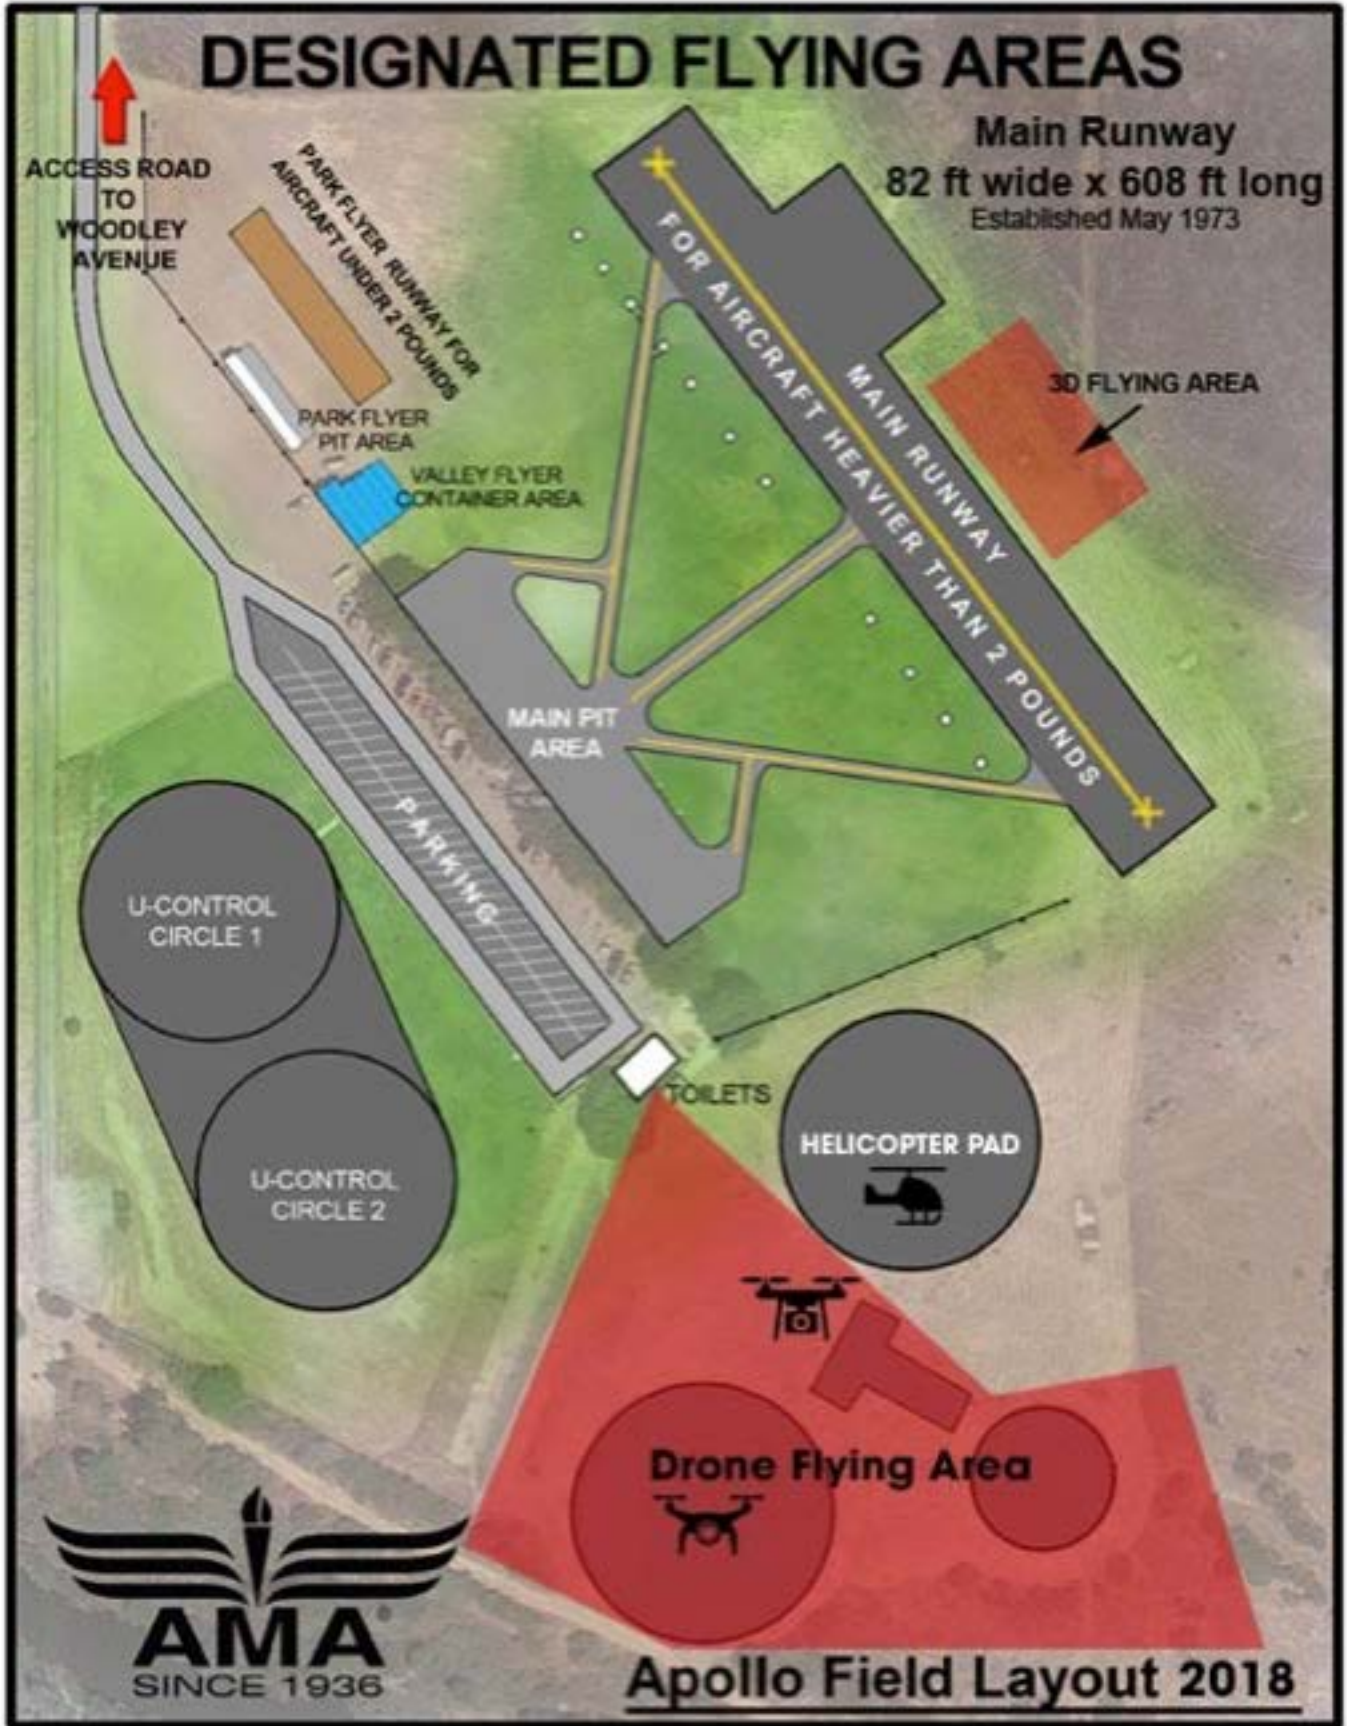 DESIGNATED FLYING AREAS
Main Runway
82 ft wide x 608 ft long
Established May 1973
ACCESS ROAD
TO
WOODLEY
AVENUE
PARK FLYER RUNWAY FOR
AIRCRAFT UNDER 2 POUNDS
PARK FLYER
PIT AREA
VALLEY FLYER
CONTAINER AREA
FOR AIRCRAFT HEAVIER THAN 2 POUNDS
MAIN RUNWAY
3D FLYING AREA
MAIN PIT
AREA
PARKING
U-CONTROL
CIRCLE 1
U-CONTROL
CIRCLE 2
TOILETS
HELICOPTER PAD
Drone Flying Area
AMA
SINCE 1936
Apollo Field Layout 2018